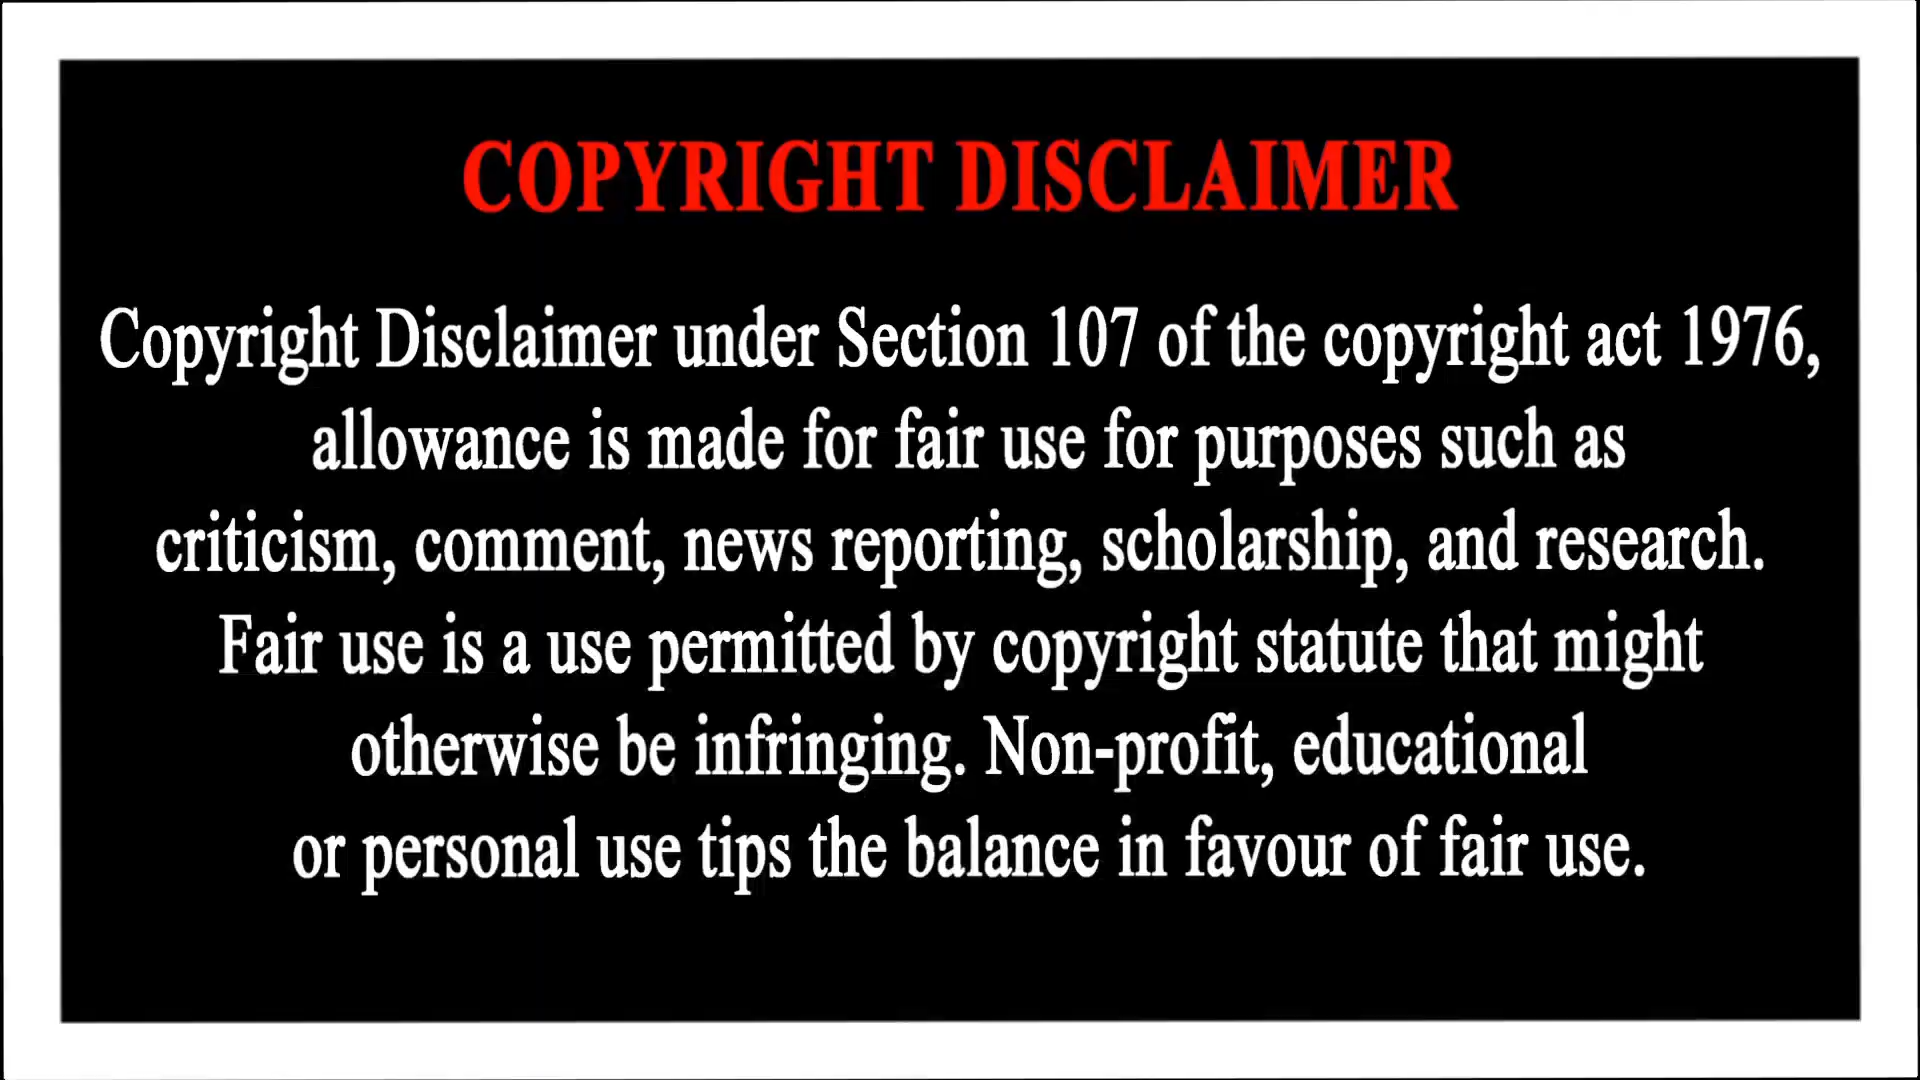 COPYRIGHT DISCLAIMER
Copyright Disclaimer under Section 107 of the copyright act 1976,
allowance is made for fair use for purposes such as
criticism, comment, news reporting, scholarship, and research.
Fair use is a use permitted by copyright statute that might
otherwise be infringing. Non-profit, educational
or personal use tips the balance in favour of fair use.